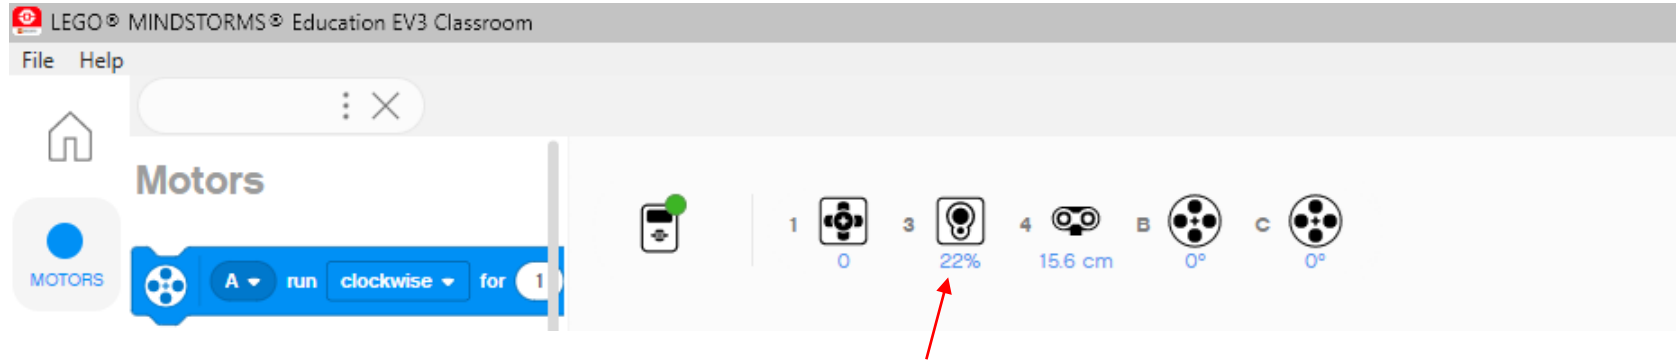 LEGO® MINDSTORMS® Education EV3 Classroom
File Help
Motors
MOTORS
A run clockwise for 1
1 3 4 B C
0 22% 15.6 cm 0° 0°